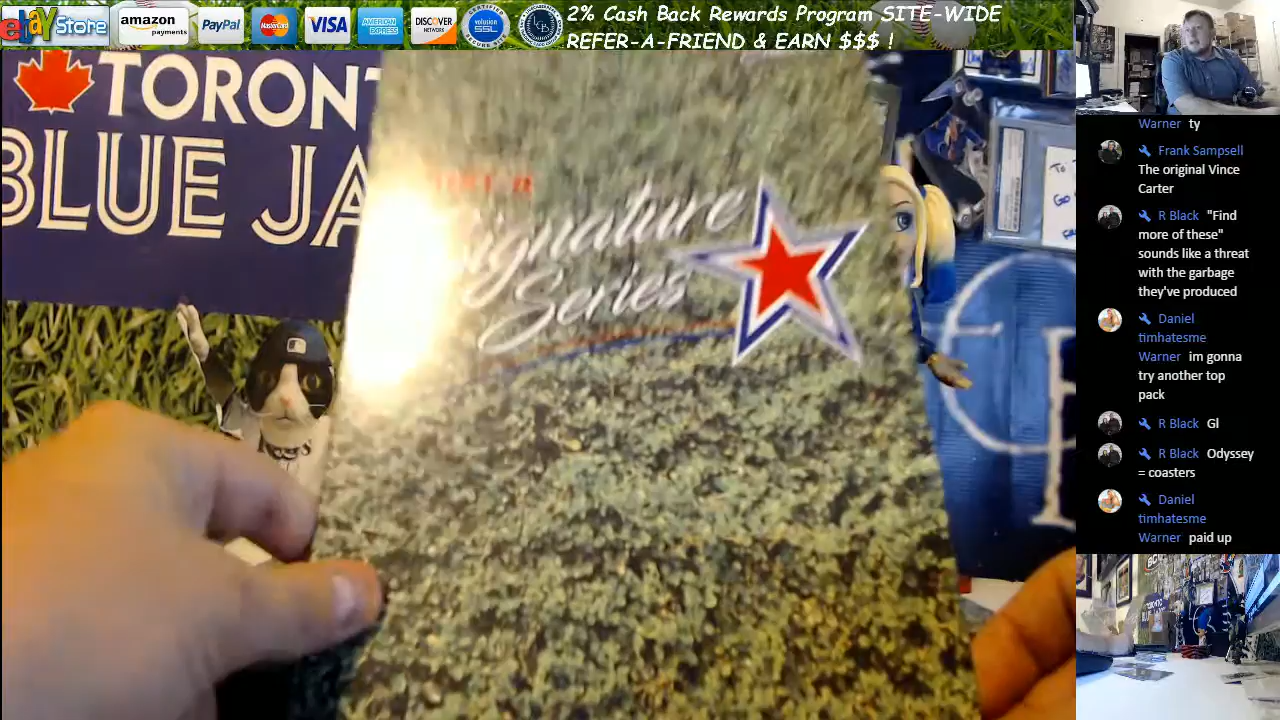 ebay Store
amazon payments
PayPal
MasterCard
VISA
AMERICAN EXPRESS
DISCOVER NETWORK
2% Cash Back Rewards Program SITE-WIDE
REFER-A-FRIEND & EARN $$$ !
TORONT
BLUE JA
Signature
Series
Warner ty
Frank Sampsell
The original Vince
Carter
R Black "Find
more of these"
sounds like a threat
with the garbage
they've produced
Daniel
timhatesme
Warner im gonna
try another top
pack
R Black Gl
R Black Odyssey
= coasters
Daniel
timhatesme
Warner paid up